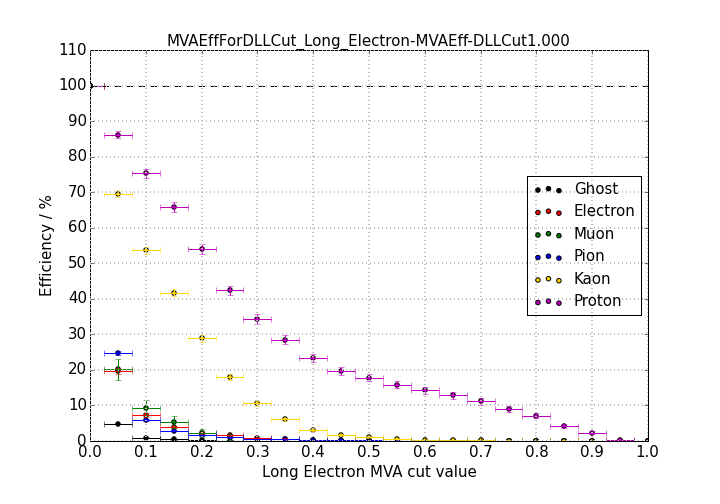 MVAEffForDLLCut_Long_Electron-MVAEff-DLLCut1.000
110
100
90
80
70
60
50
40
30
20
10
0
Efficiency / %
Ghost
Electron
Muon
Pion
Kaon
Proton
0.0 0.1 0.2 0.3 0.4 0.5 0.6 0.7 0.8 0.9 1.0
Long Electron MVA cut value